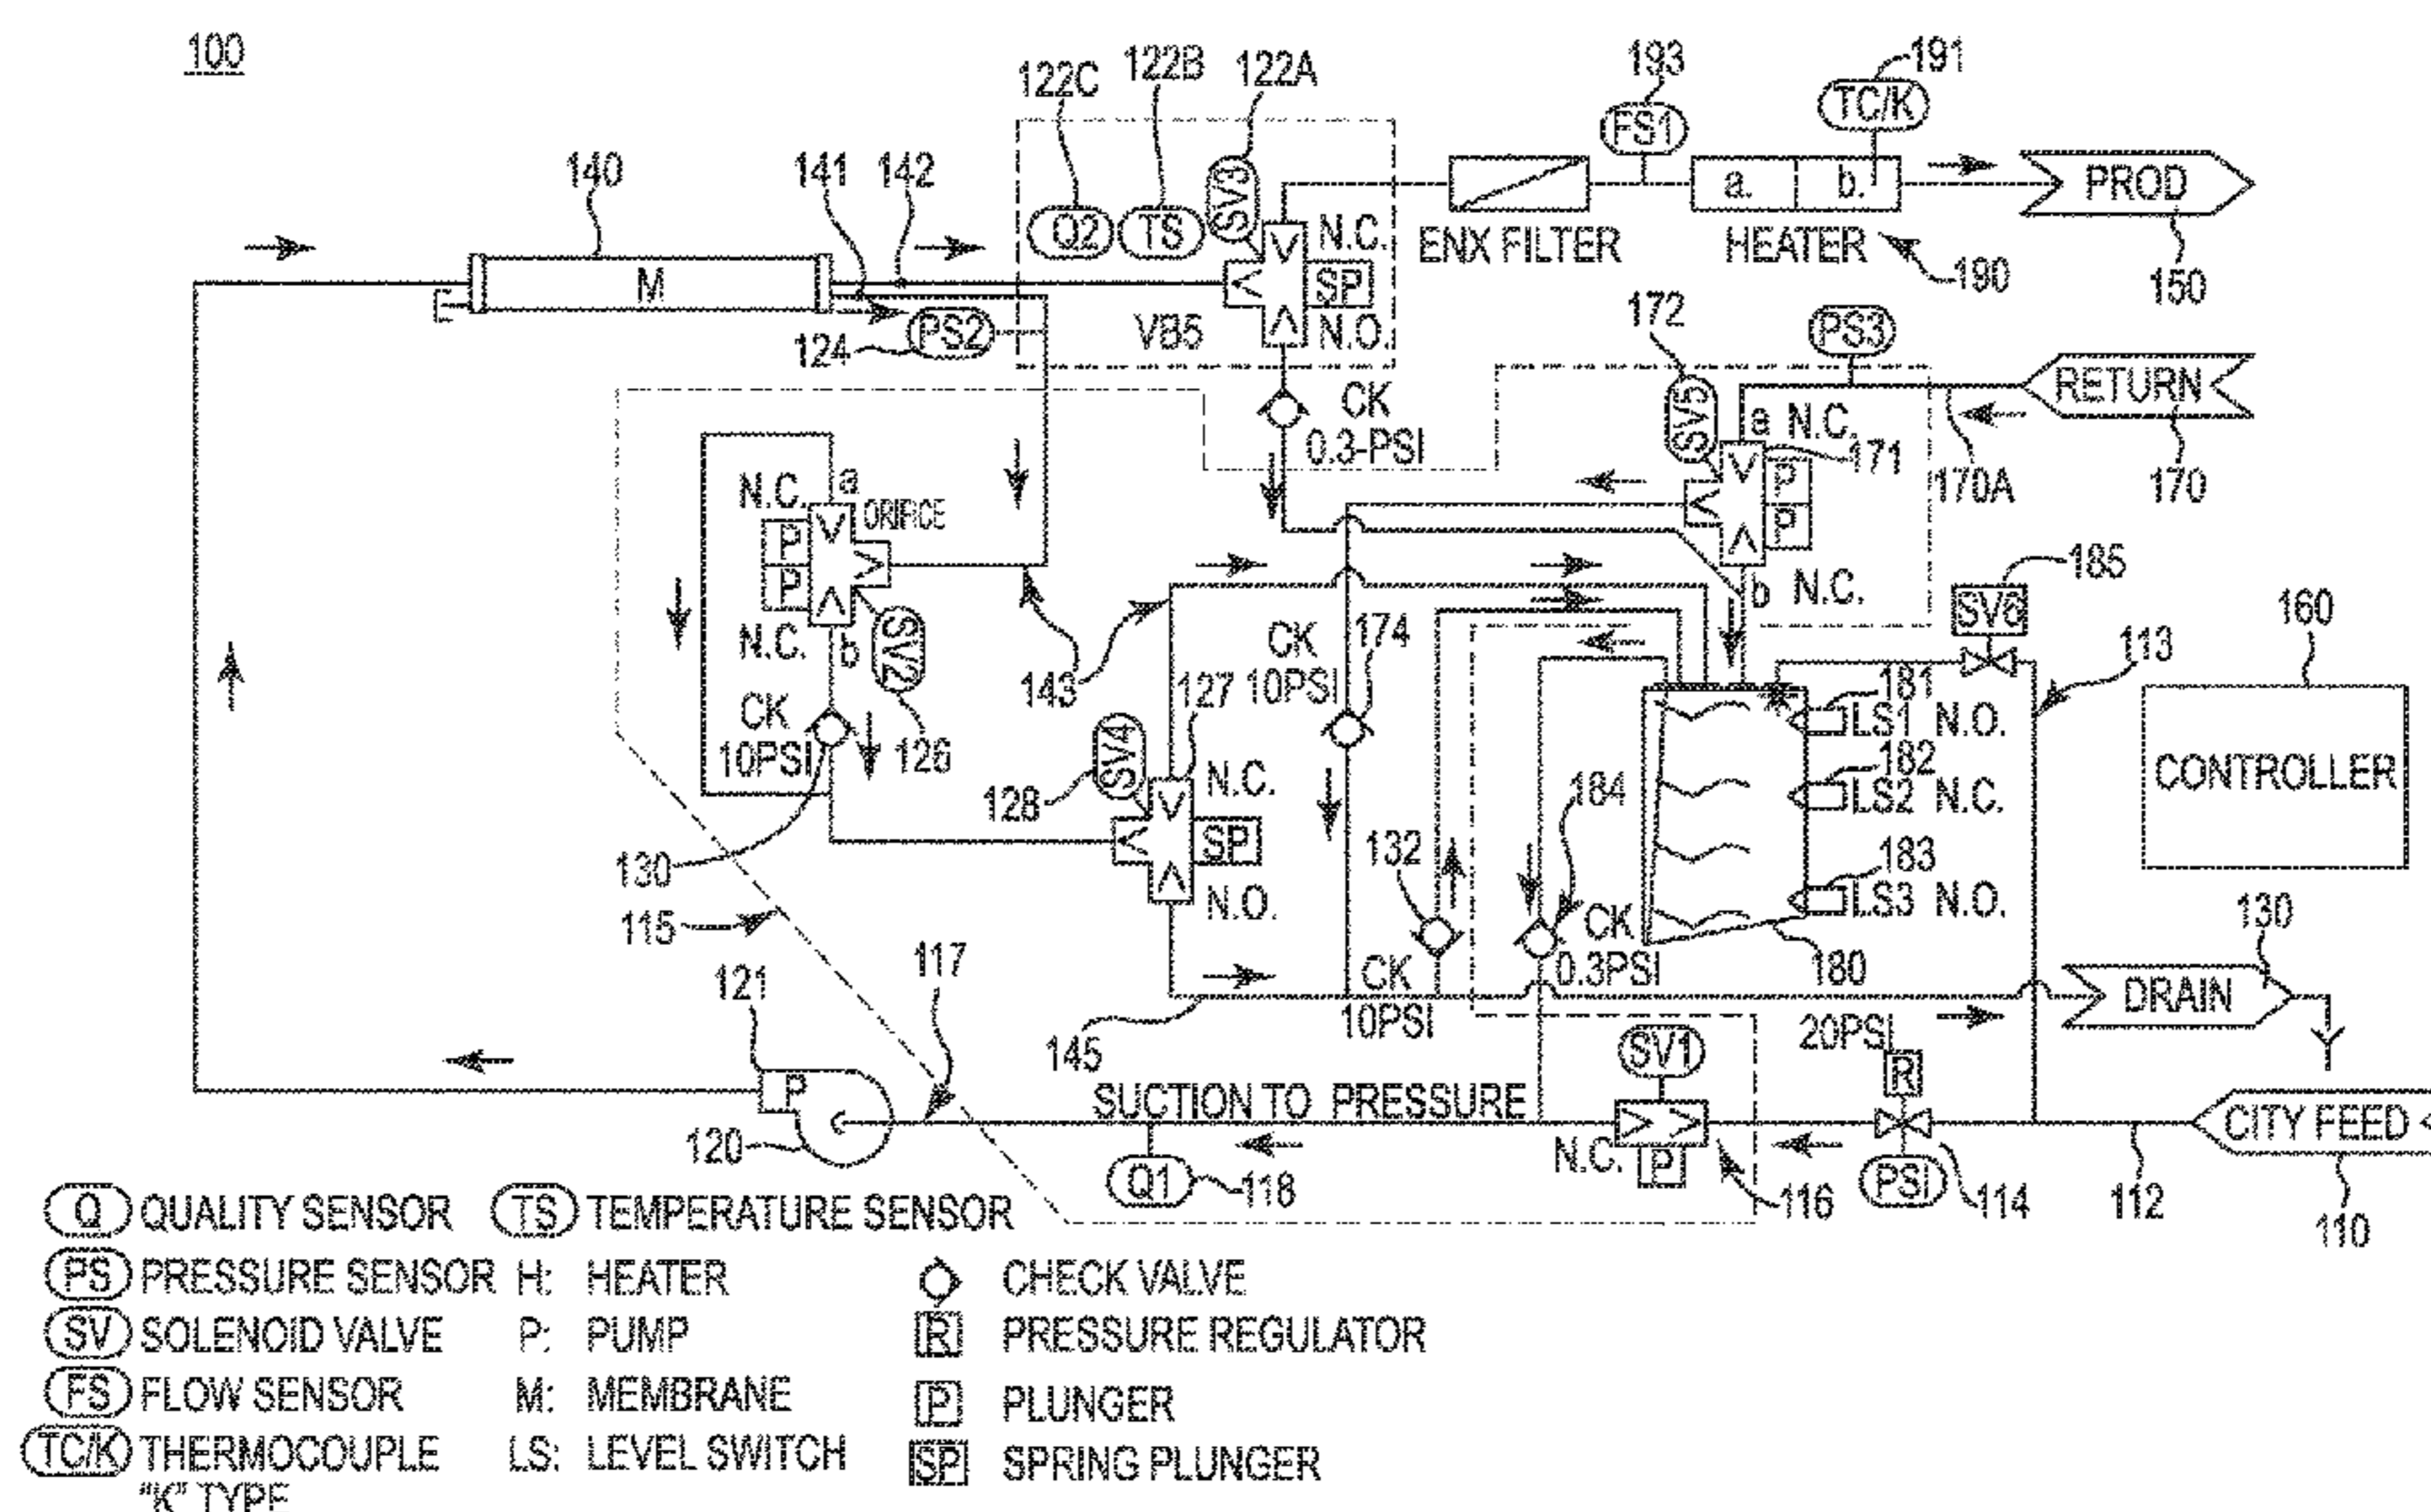 100
122C
122B
122A
193
191
FS1
TC/K
140
141
142
Q2
TS
SV3
N.C.
a.
b.
PROD
M
SP
ENX FILTER
HEATER
190
150
PS2
124
VB5
N.O.
172
PS3
CK
0.3-PSI
SV5
a N.C.
RETURN
171
P
P
170A
170
N.C.
a
ORIFICE
P
P
N.C.
b
SV2
b N.C.
185
SV6
160
113
143
CK
10PSI
174
127
181
LS1 N.O.
CK
10PSI
126
SV4
128
N.C.
182
LS2 N.C.
CONTROLLER
184
130
SP
132
183
LS3 N.O.
N.O.
115
117
CK
0.3PSI
180
130
121
CK
10PSI
DRAIN
145
20PSI
P
SV1
R
120
SUCTION TO PRESSURE
CITY FEED
N.C.
P
Q1
118
116
PSI
114
112
110
Q QUALITY SENSOR
TS TEMPERATURE SENSOR
PS PRESSURE SENSOR
H: HEATER
CHECK VALVE
SV SOLENOID VALVE
P: PUMP
R PRESSURE REGULATOR
FS FLOW SENSOR
M: MEMBRANE
P PLUNGER
TC/K THERMOCOUPLE
"K" TYPE
LS: LEVEL SWITCH
SP SPRING PLUNGER